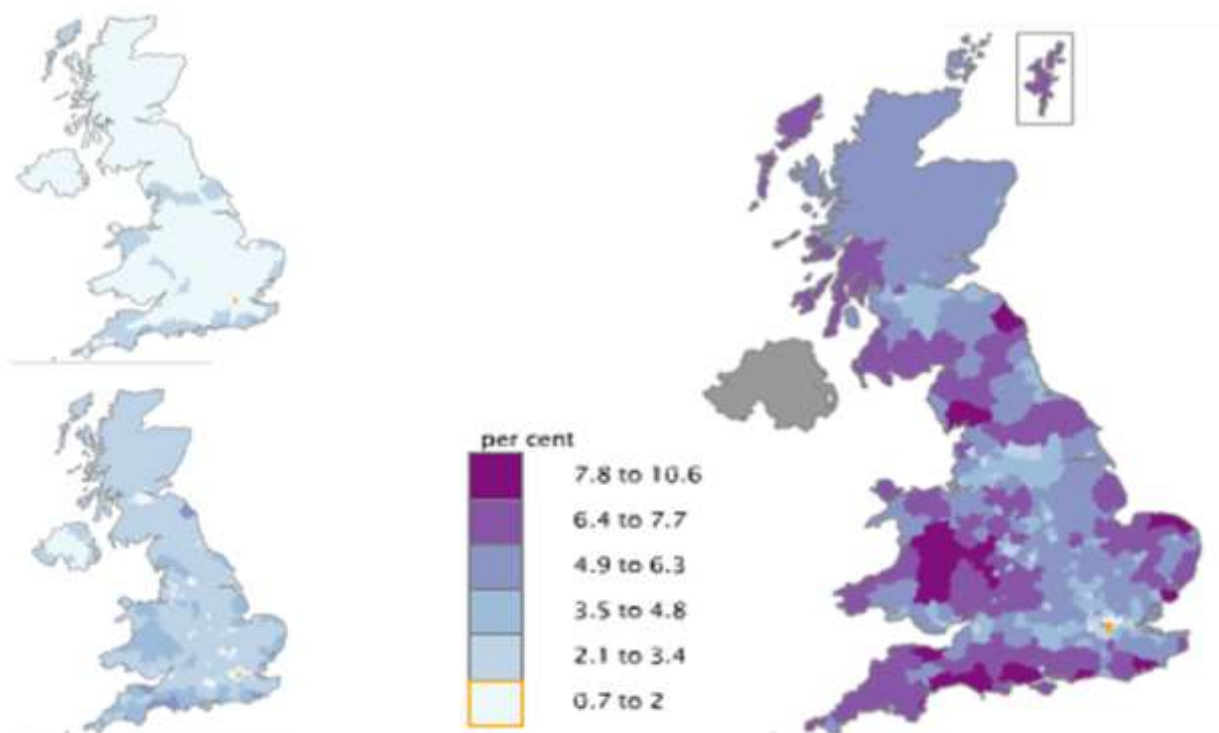 per cent
7.8 to 10.6
6.4 to 7.7
4.9 to 6.3
3.5 to 4.8
2.1 to 3.4
0.7 to 2